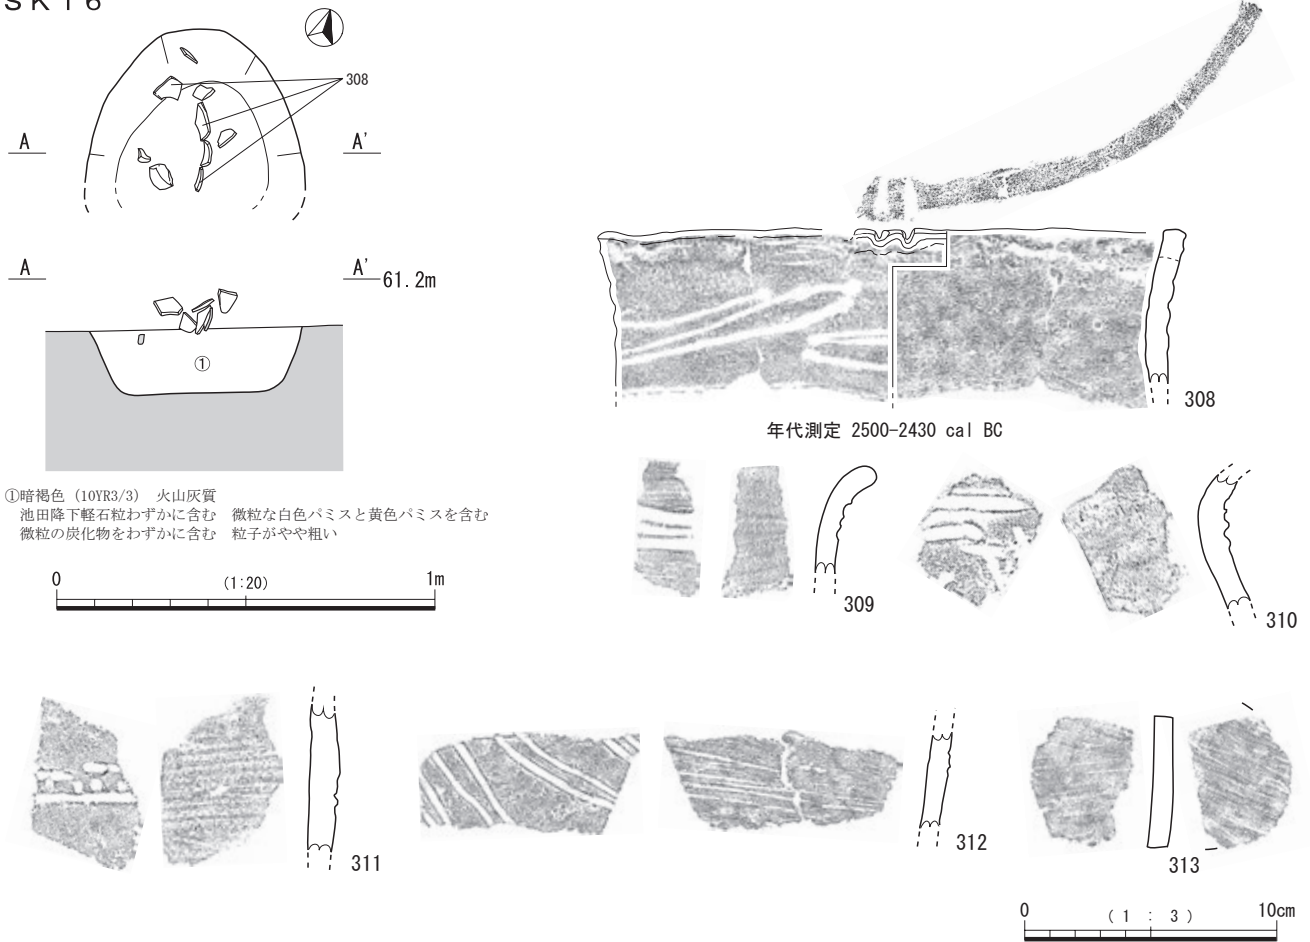 SK16
308
A
A'
A
A'
61.2m
①
①暗褐色(10YR3/3) 火山灰質
池田降下軽石粒わずかに含む 微粒な白色パミスと黄色パミスを含む
微粒の炭化物をわずかに含む 粒子がやや粗い
0 (1:20) 1m
308
年代測定 2500-2430 cal BC
309
310
311
312
313
0 (1 : 3) 10cm